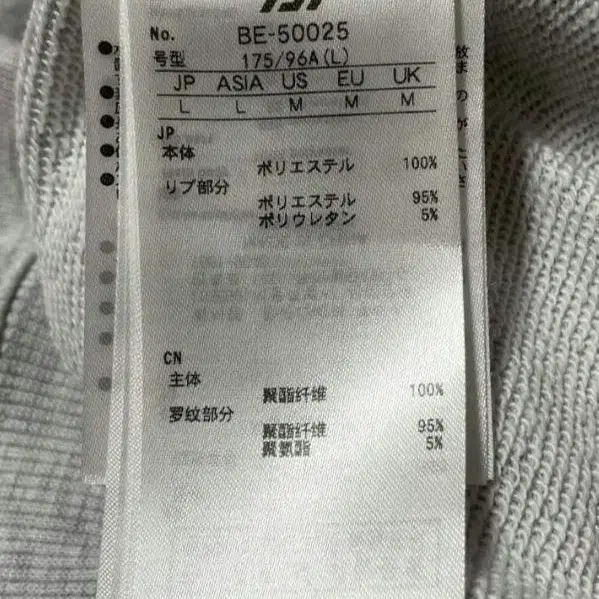 No. BE-50025
号型 175/96A(L)
JP ASIA US EU UK
L L M M M
JP
本体
ポリエステル 100%
リブ部分
ポリエステル 95%
ポリウレタン 5%
CN
主体
聚酯纤维 100%
罗纹部分
聚酯纤维 95%
聚氨酯 5%